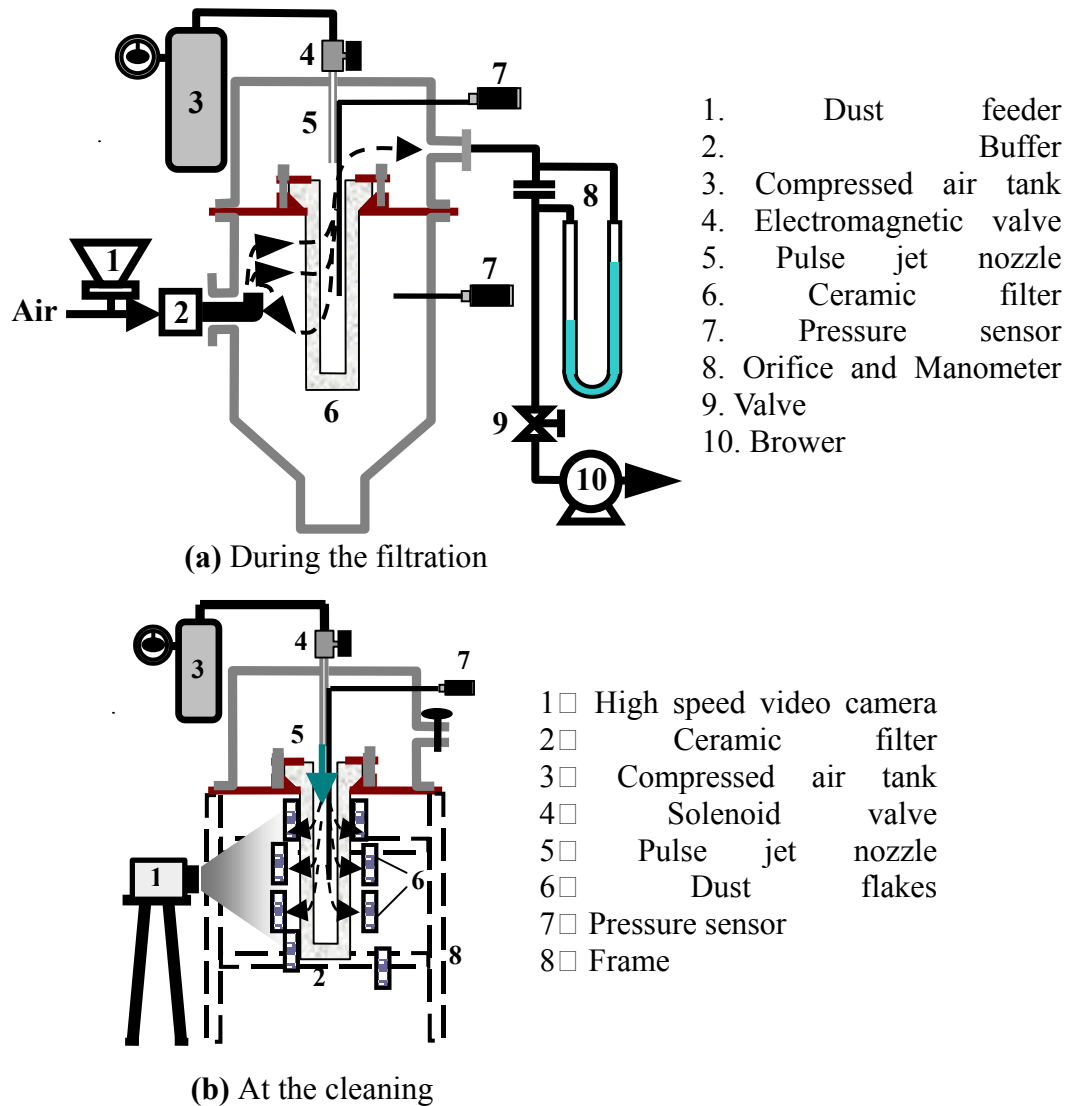 4
7
3
5
1. Dust feeder
2. Buffer
3. Compressed air tank
4. Electromagnetic valve
5. Pulse jet nozzle
6. Ceramic filter
7. Pressure sensor
8. Orifice and Manometer
9. Valve
10. Brower
8
1
7
Air
2
6
9
10
(a) During the filtration
4
3
7
5
1□ High speed video camera
2□ Ceramic filter
3□ Compressed air tank
4□ Solenoid valve
5□ Pulse jet nozzle
6□ Dust flakes
7□ Pressure sensor
8□ Frame
1
6
8
2
(b) At the cleaning